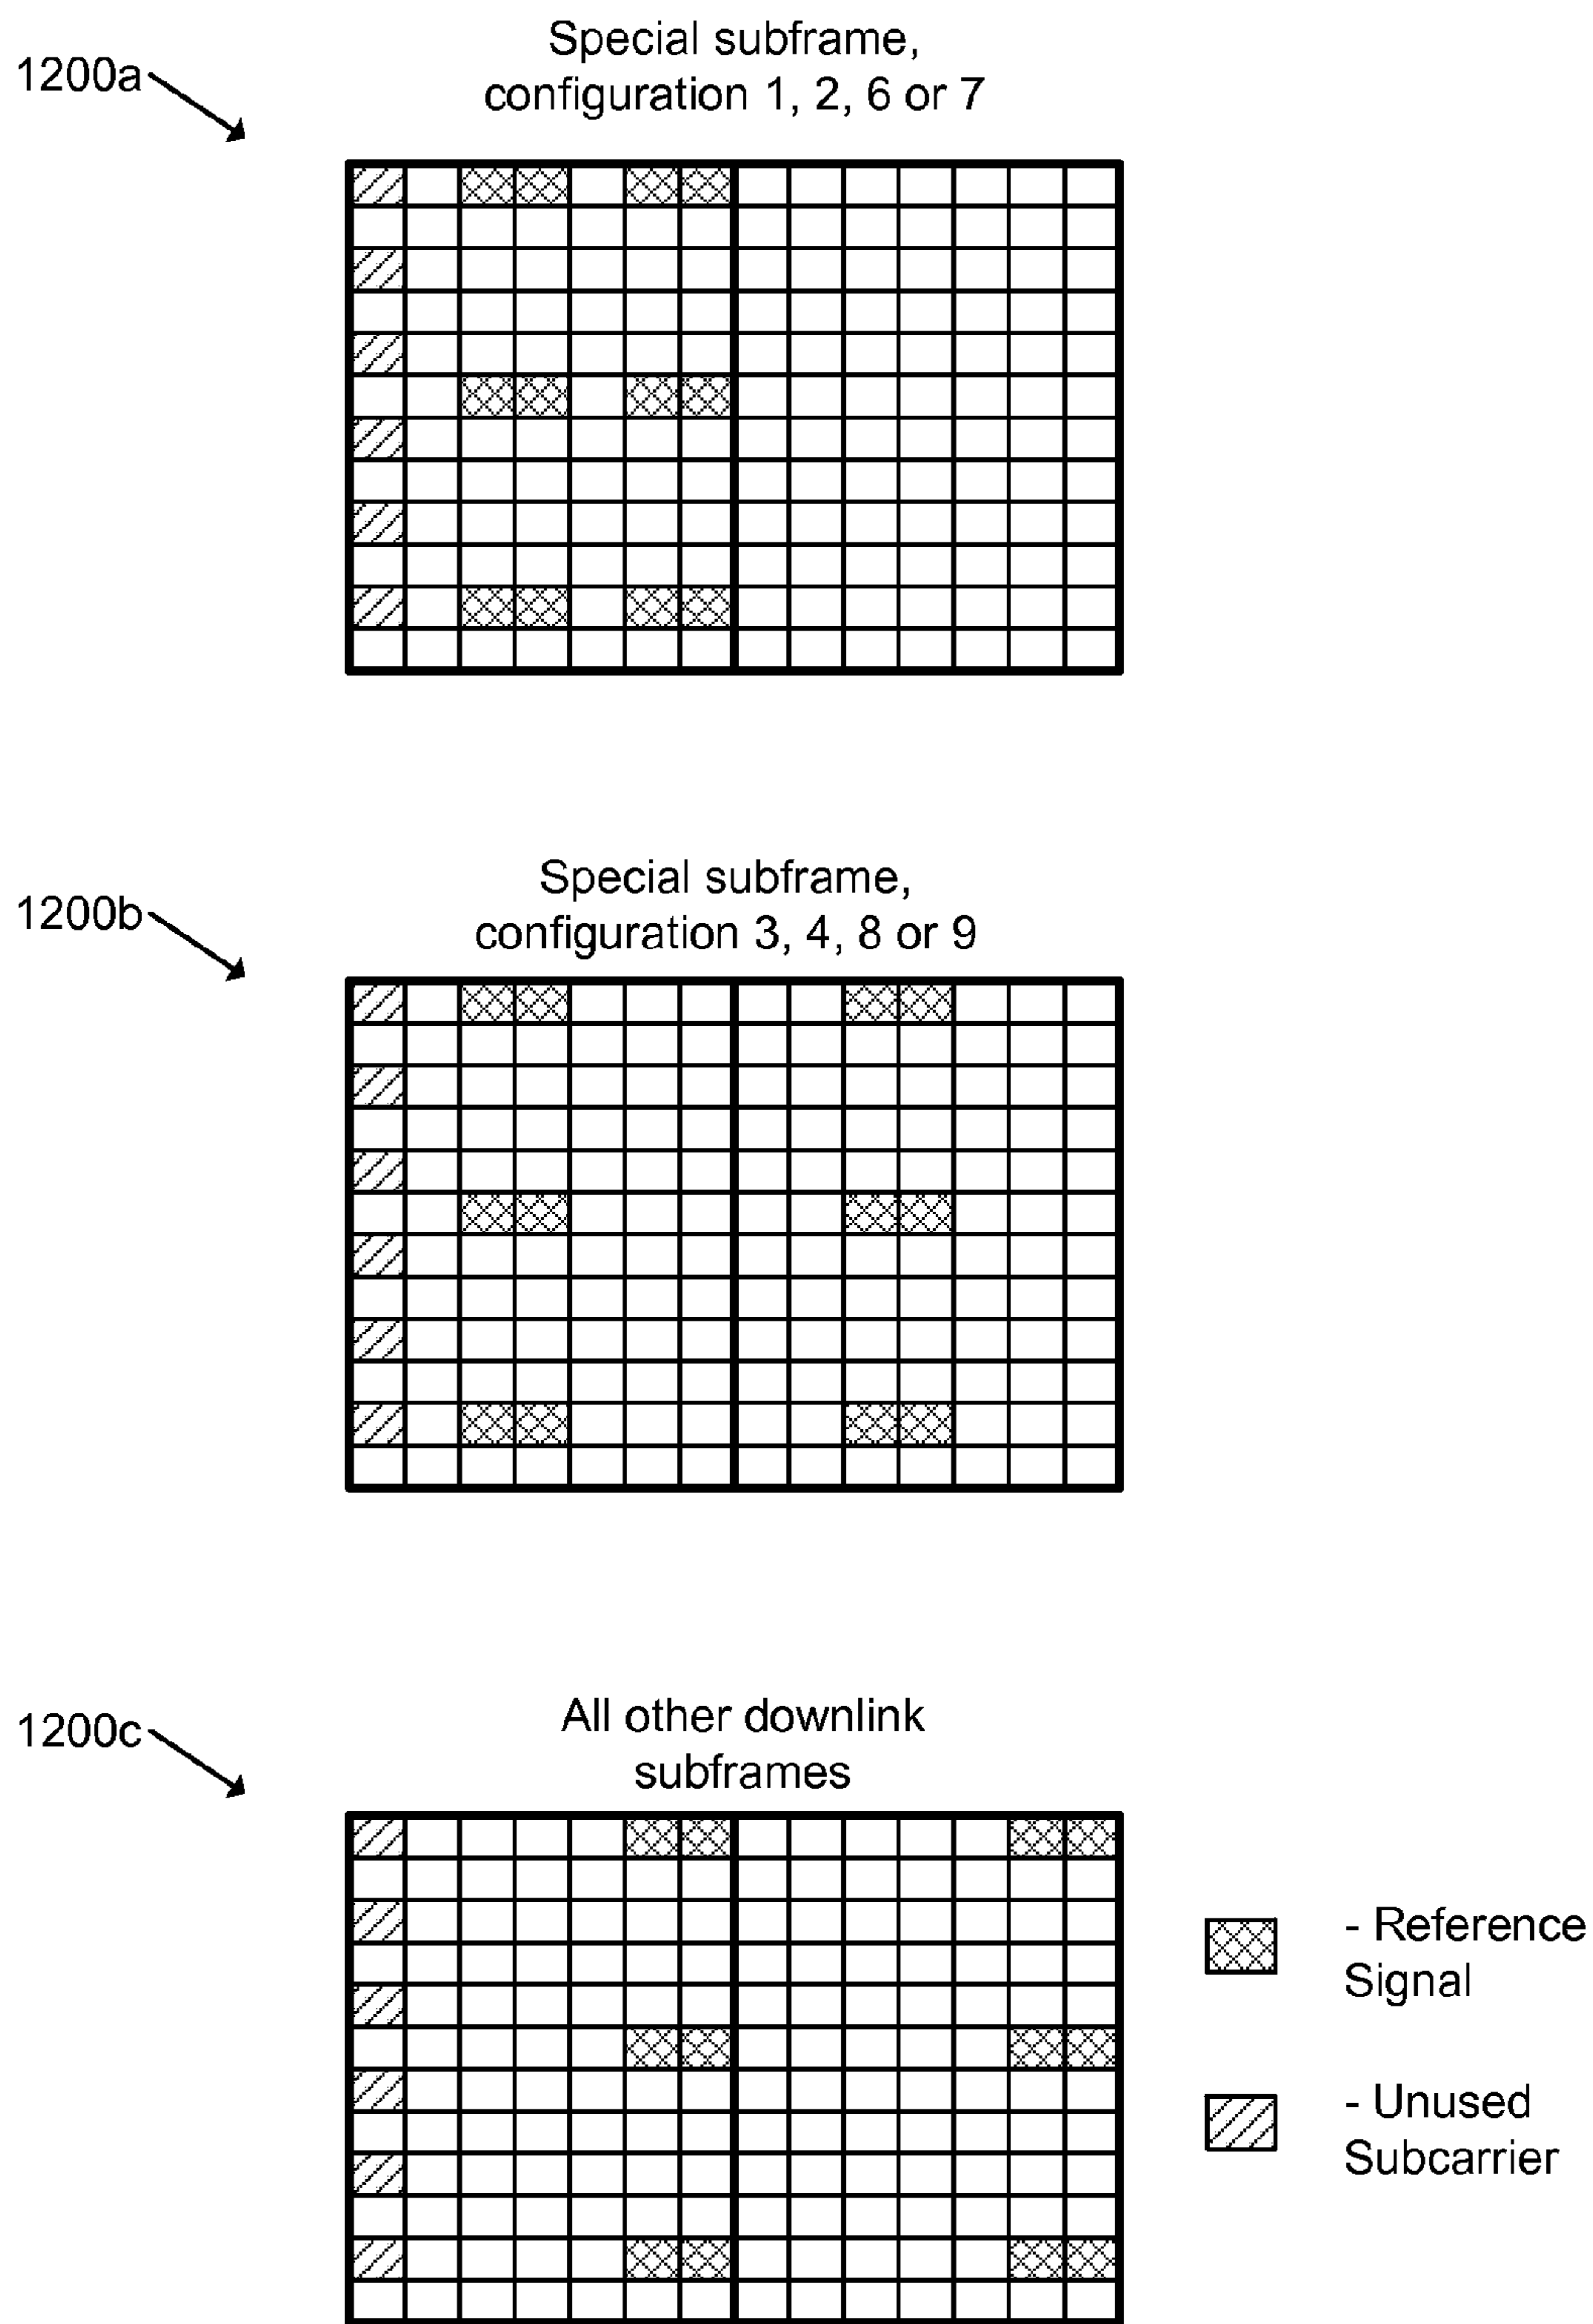 1200a
Special subframe,
configuration 1, 2, 6 or 7
1200b
Special subframe,
configuration 3, 4, 8 or 9
1200c
All other downlink
subframes
- Reference
Signal
- Unused
Subcarrier